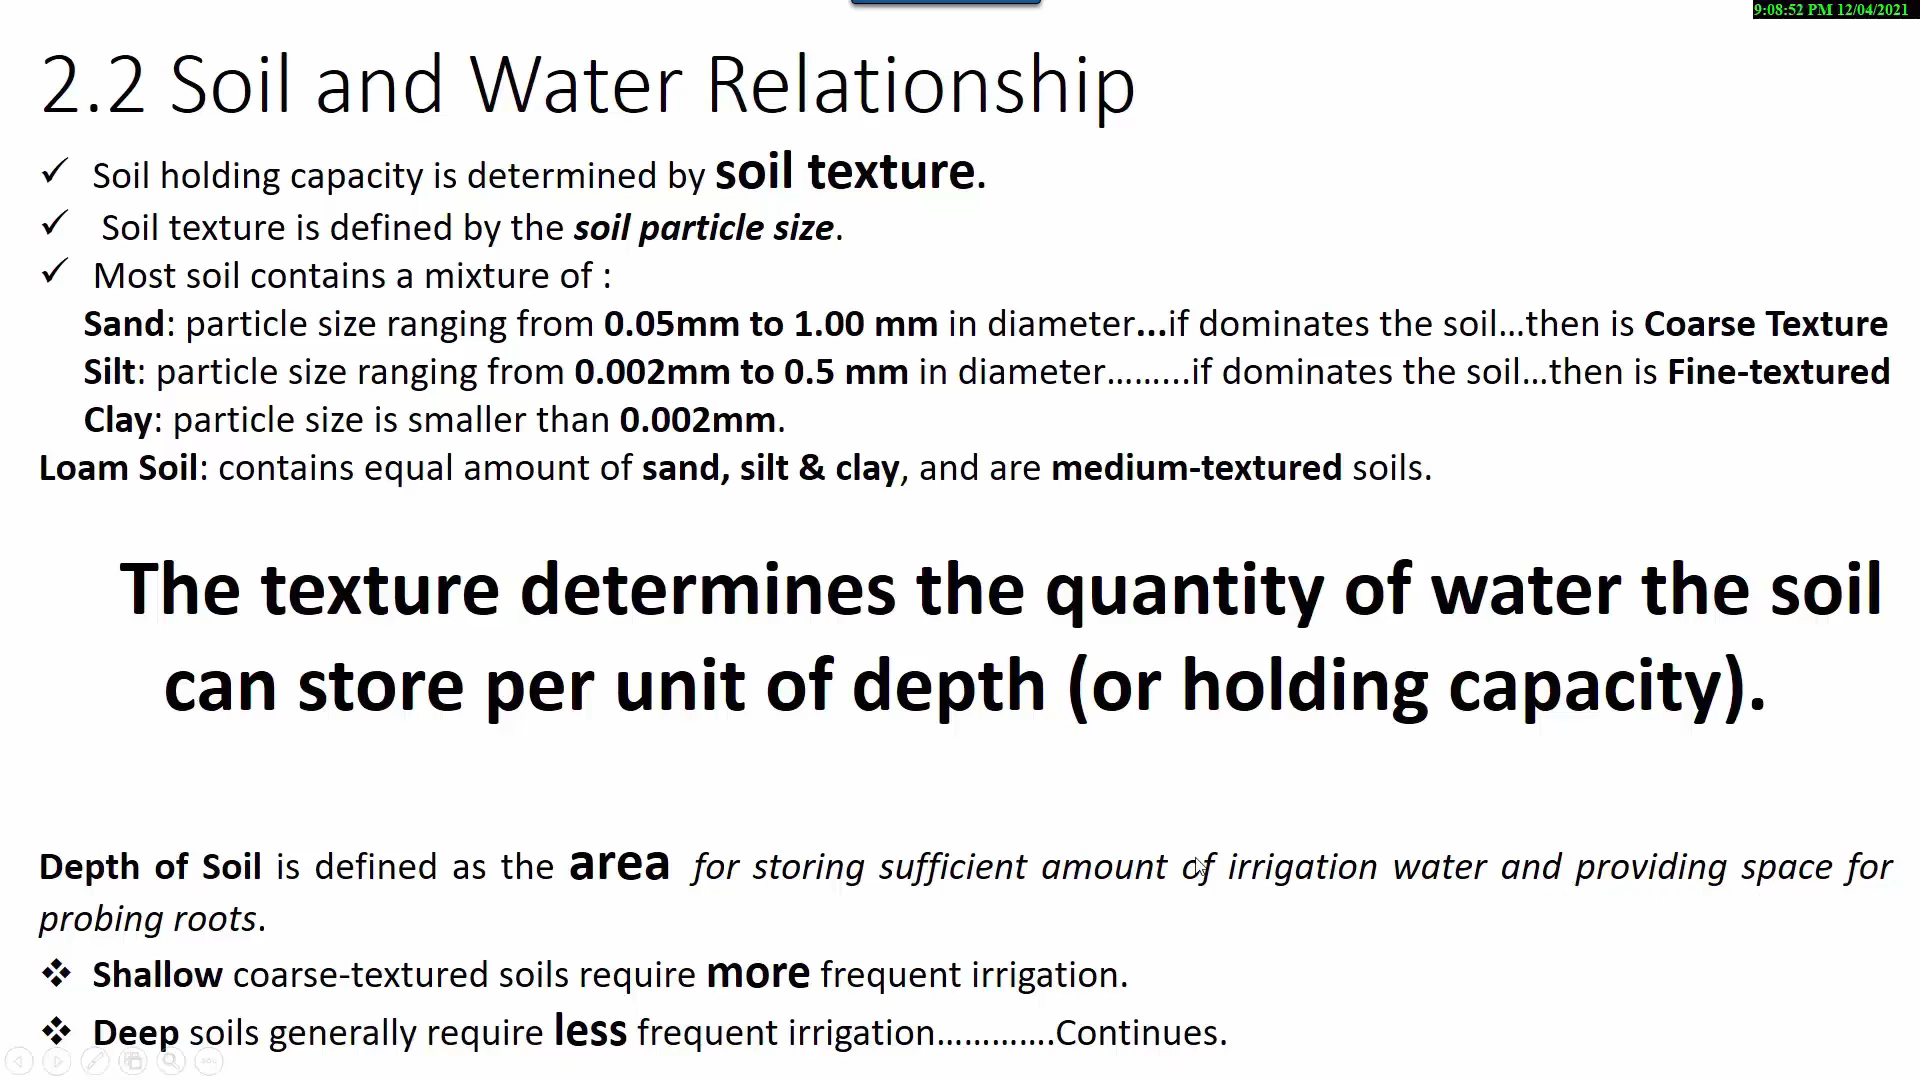 9:08:52 PM 12/04/2021
2.2 Soil and Water Relationship
✓ Soil holding capacity is determined by soil texture.
✓ Soil texture is defined by the soil particle size.
✓ Most soil contains a mixture of :
Sand: particle size ranging from 0.05mm to 1.00 mm in diameter...if dominates the soil...then is Coarse Texture
Silt: particle size ranging from 0.002mm to 0.5 mm in diameter.........if dominates the soil...then is Fine-textured
Clay: particle size is smaller than 0.002mm.
Loam Soil: contains equal amount of sand, silt & clay, and are medium-textured soils.
The texture determines the quantity of water the soil
can store per unit of depth (or holding capacity).
Depth of Soil is defined as the area for storing sufficient amount of irrigation water and providing space for
probing roots.
❖ Shallow coarse-textured soils require more frequent irrigation.
❖ Deep soils generally require less frequent irrigation.............Continues.